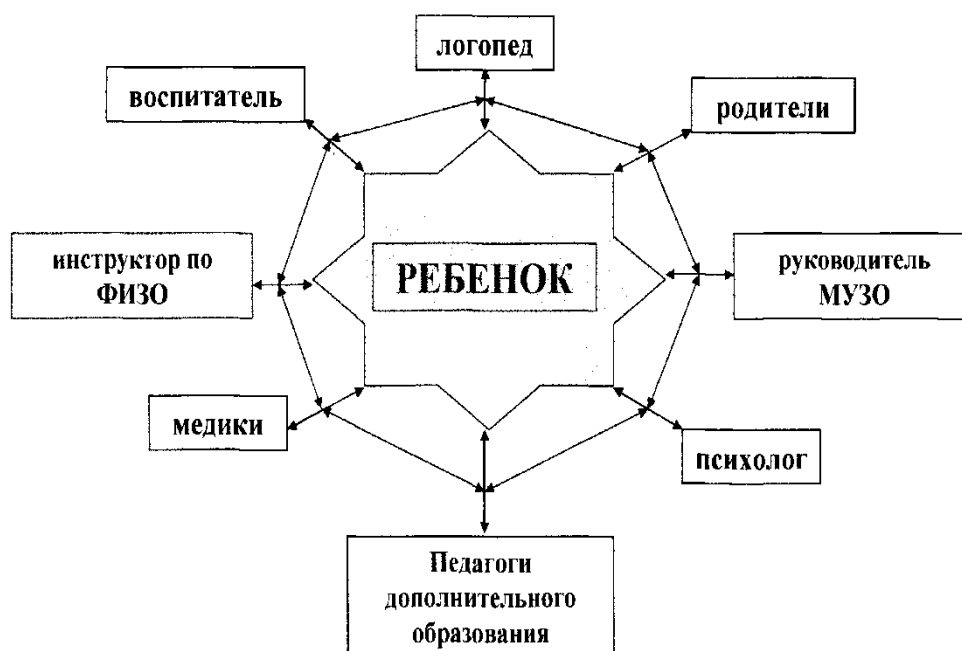 логопед
воспитатель
родители
инструктор по
ФИЗО
РЕБЕНОК
руководитель
МУЗО
медики
психолог
Педагоги
дополнительного
образования